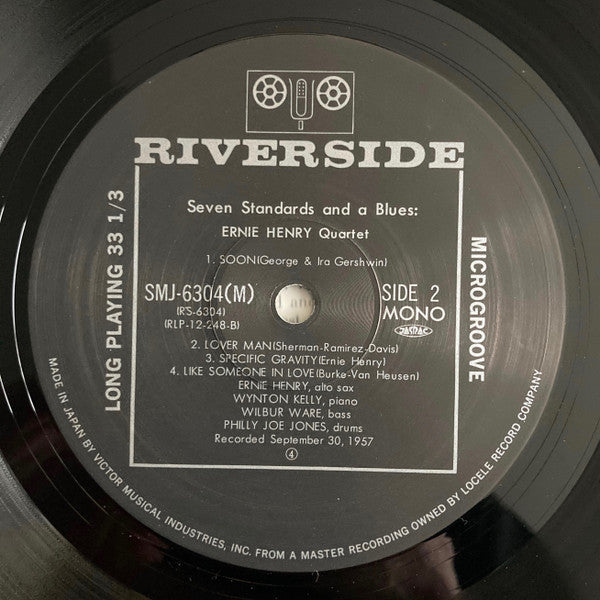 RIVERSIDE
LONG PLAYING 33 1/3
MICROGROOVE
Seven Standards and a Blues:
ERNIE HENRY Quartet
1. SOON(George & Ira Gershwin)
SMJ-6304(M)
(RS-6304)
(RLP-12-248-B)
SIDE 2
MONO
JASRAC
2. LOVER MAN(Sherman-Ramirez-Davis)
3. SPECIFIC GRAVITY(Ernie Henry)
4. LIKE SOMEONE IN LOVE(Burke-Van Heusen)
ERNIE HENRY, alto sax
WYNTON KELLY, piano
WILBUR WARE, bass
PHILLY JOE JONES, drums
Recorded September 30, 1957
4
MADE IN JAPAN BY VICTOR MUSICAL INDUSTRIES, INC. FROM A MASTER RECORDING OWNED BY LOCELE RECORD COMPANY